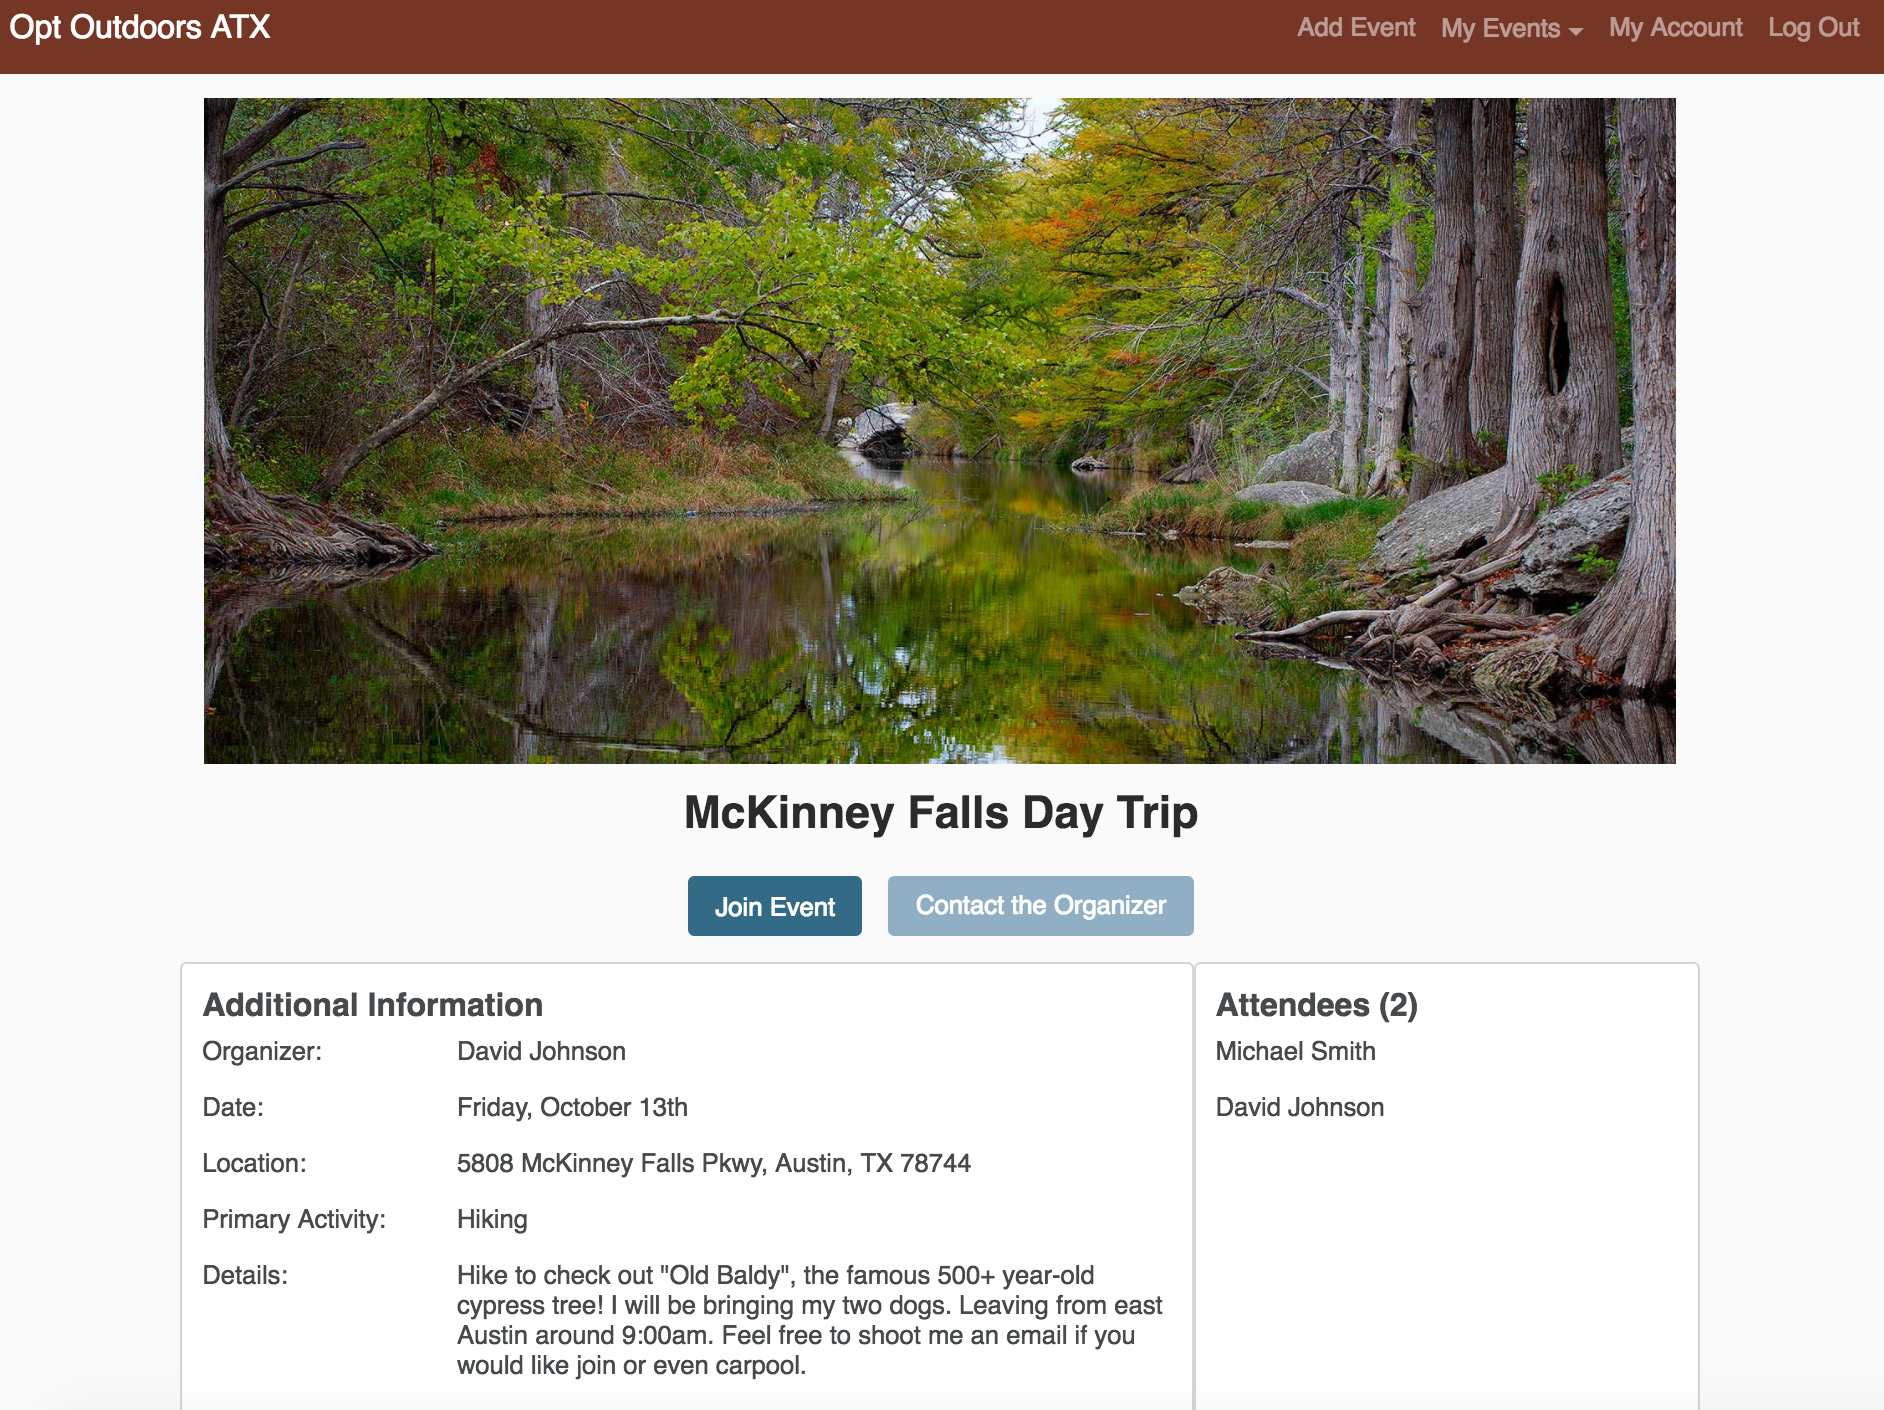 Opt Outdoors ATX
Add Event My Events My Account Log Out
McKinney Falls Day Trip
Join Event Contact the Organizer
Additional Information
Organizer: David Johnson
Date: Friday, October 13th
Location: 5808 McKinney Falls Pkwy, Austin, TX 78744
Primary Activity: Hiking
Details: Hike to check out "Old Baldy", the famous 500+ year-old
cypress tree! I will be bringing my two dogs. Leaving from east
Austin around 9:00am. Feel free to shoot me an email if you
would like join or even carpool.
Attendees (2)
Michael Smith
David Johnson